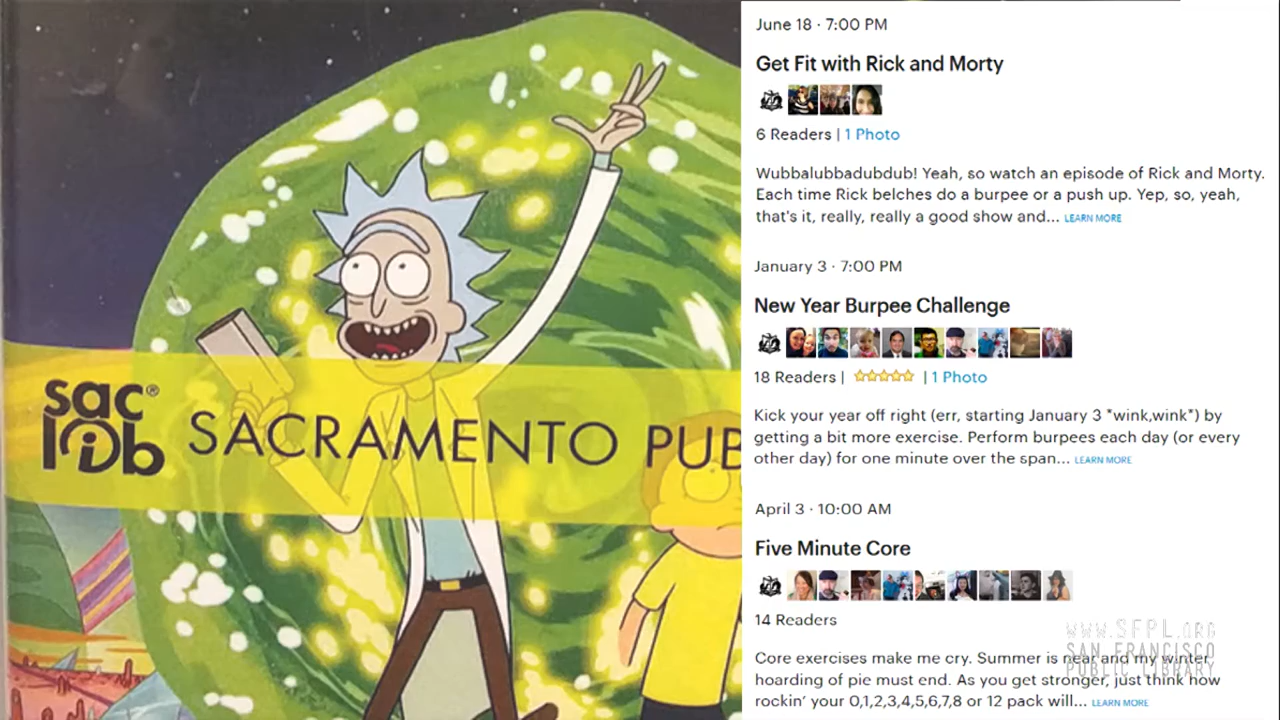 sac
lib®
SACRAMENTO PUB
June 18 · 7:00 PM
Get Fit with Rick and Morty
6 Readers | 1 Photo
Wubbalubbadubdub! Yeah, so watch an episode of Rick and Morty.
Each time Rick belches do a burpee or a push up. Yep, so, yeah,
that's it, really, really a good show and... LEARN MORE
January 3 · 7:00 PM
New Year Burpee Challenge
18 Readers | | 1 Photo
Kick your year off right (err, starting January 3 *wink,wink*) by
getting a bit more exercise. Perform burpees each day (or every
other day) for one minute over the span... LEARN MORE
April 3 · 10:00 AM
Five Minute Core
14 Readers
Core exercises make me cry. Summer is near and my winter
hoarding of pie must end. As you get stronger, just think how
rockin' your 0,1,2,3,4,5,6,7,8 or 12 pack will... LEARN MORE
WWW.SFPL.ORG
SAN FRANCISCO
PUBLIC LIBRARY